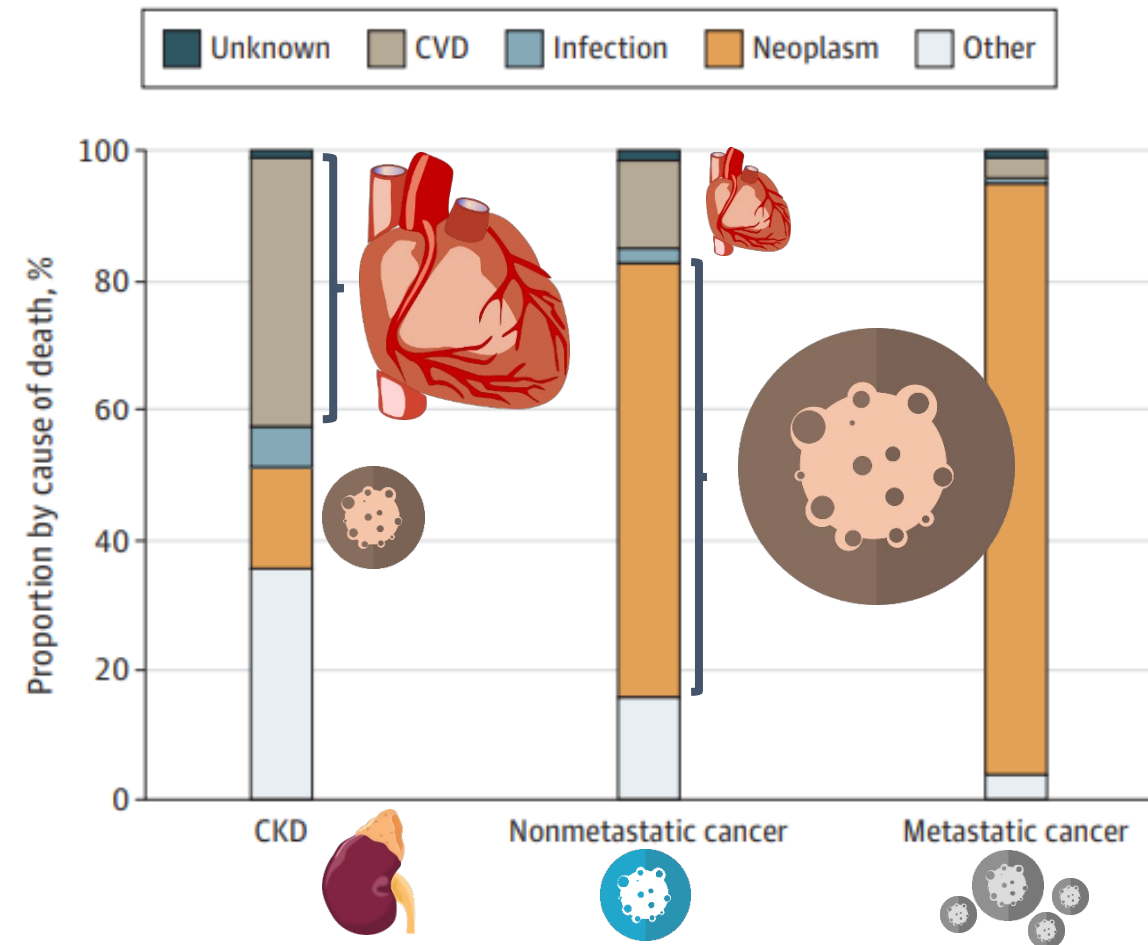 Unknown CVD Infection Neoplasm Other
Proportion by cause of death, %
100
80
60
40
20
0
CKD Nonmetastatic cancer Metastatic cancer